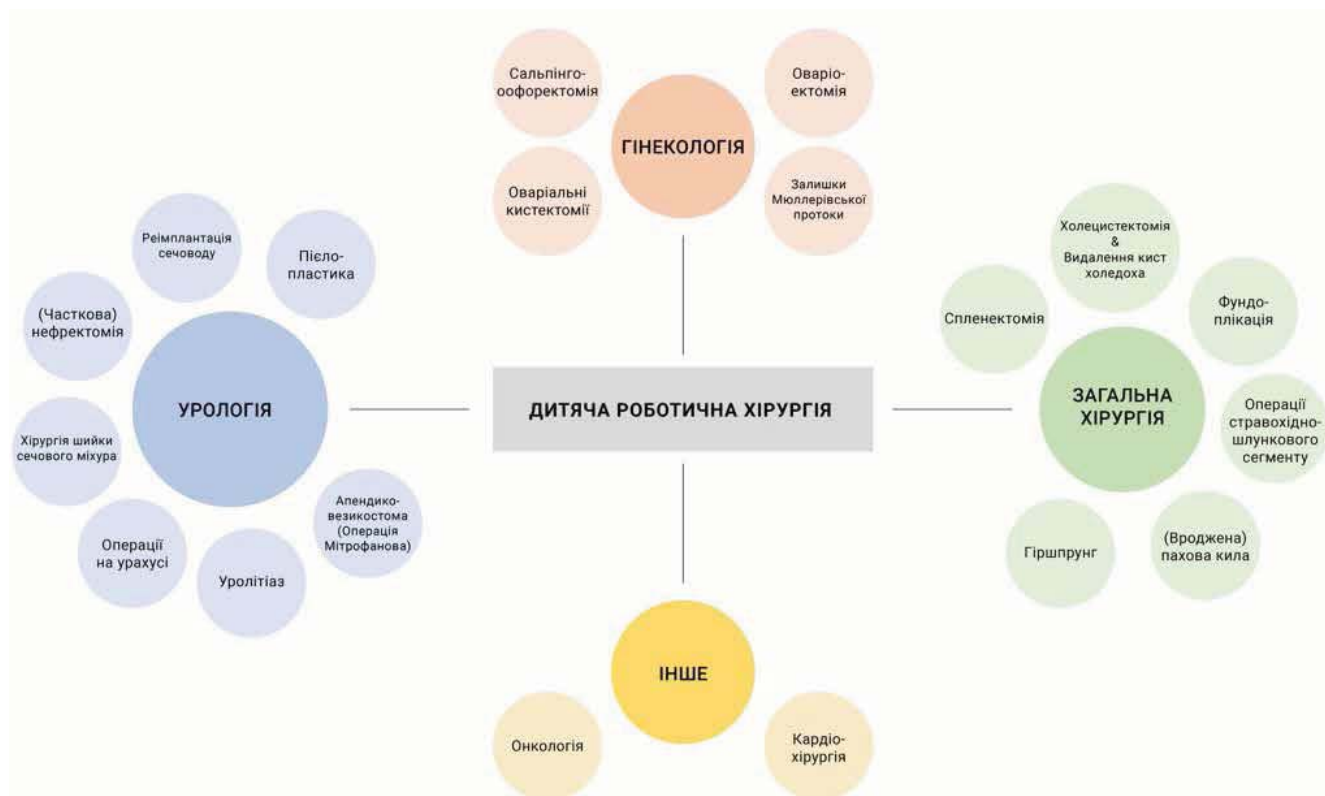 Сальпінго-
оофоректомія
Оваріо-
ектомія
ГІНЕКОЛОГІЯ
Оваріальні
кистектомії
Залишки
Мюллерівської
протоки
Реімплантація
сечоводу
Пієло-
пластика
(Часткова)
нефректомія
УРОЛОГІЯ
Хірургія шийки
сечового міхура
Операції
на урахусі
Уролітіаз
Апендико-
везикостома
(Операція
Мітрофанова)
ДИТЯЧА РОБОТИЧНА ХІРУРГІЯ
Холецистектомія
&
Видалення кист
холедоха
Спленектомія
Фундо-
плікація
ЗАГАЛЬНА
ХІРУРГІЯ
Операції
стравохідно-
шлункового
сегменту
Гіршпрунг
(Вроджена)
пахова кила
ІНШЕ
Онкологія
Кардіо-
хірургія